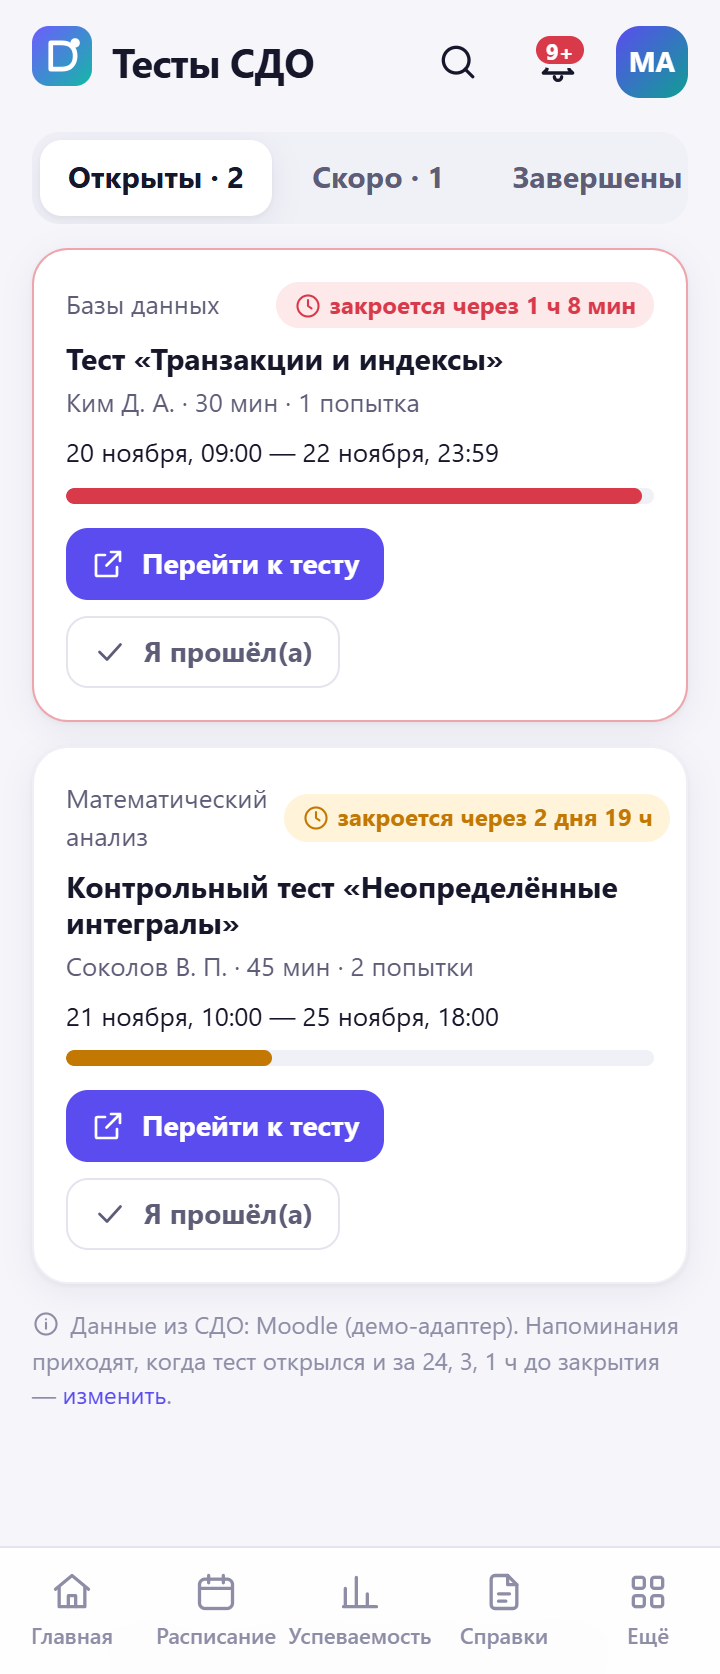 Тесты СДО
9+
МА
Открыты · 2
Скоро · 1
Завершены
Базы данных
закроется через 1 ч 8 мин
Тест «Транзакции и индексы»
Ким Д. А. · 30 мин · 1 попытка
20 ноября, 09:00 — 22 ноября, 23:59
Перейти к тесту
Я прошёл(а)
Математический
анализ
закроется через 2 дня 19 ч
Контрольный тест «Неопределённые
интегралы»
Соколов В. П. · 45 мин · 2 попытки
21 ноября, 10:00 — 25 ноября, 18:00
Перейти к тесту
Я прошёл(а)
Данные из СДО: Moodle (демо-адаптер). Напоминания
приходят, когда тест открылся и за 24, 3, 1 ч до закрытия
— изменить.
Главная
Расписание
Успеваемость
Справки
Ещё